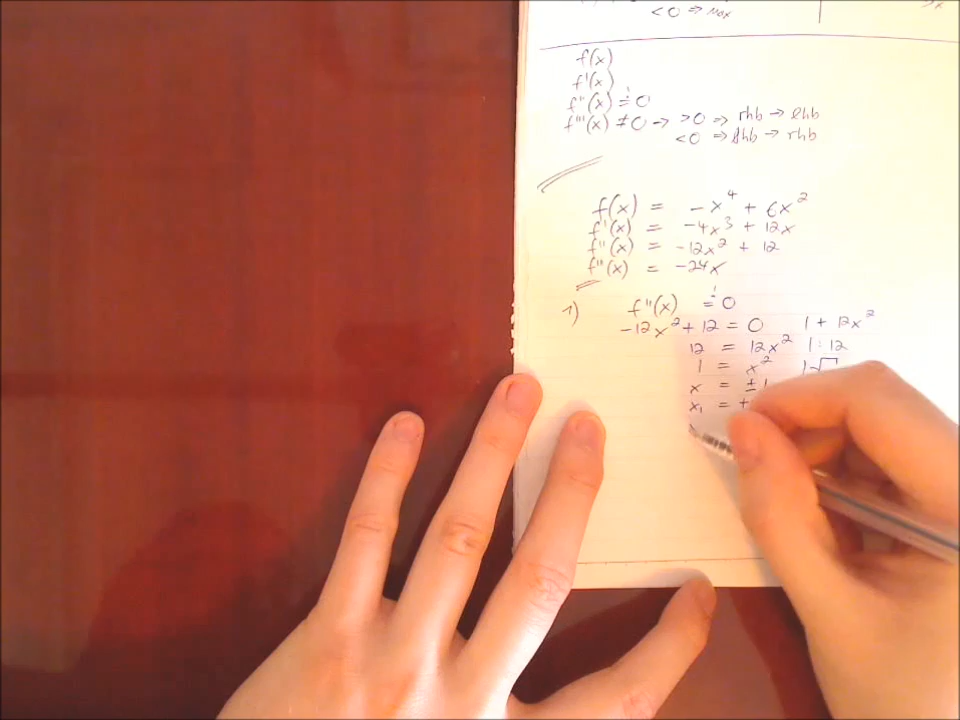 <0 ⇒ Max
f(x)
f'(x)
f''(x) ≐ 0
f'''(x) ≠ 0 → >0 ⇒ rhb → lhb
<0 ⇒ lhb → rhb
f(x) = -x⁴ + 6x²
f'(x) = -4x³ + 12x
f''(x) = -12x² + 12
f'''(x) = -24x
1) f''(x) = 0
-12x² + 12 = 0 | + 12x²
12 = 12x² | : 12
1 = x² | √
x = ± 1
x₁ = +